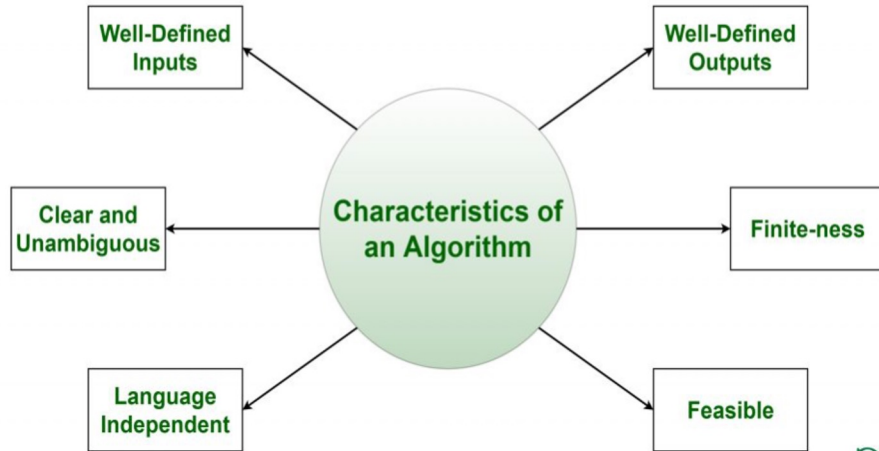 Well-Defined
Inputs
Well-Defined
Outputs
Clear and
Unambiguous
Characteristics of
an Algorithm
Finite-ness
Language
Independent
Feasible